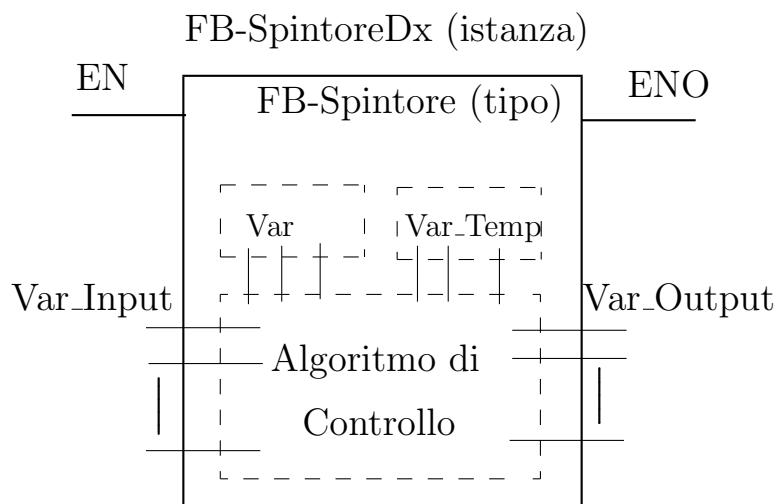 FB-SpintoreDx (istanza)
EN
ENO
FB-Spintore (tipo)
Var
Var_Temp
Var_Input
Var_Output
Algoritmo di
Controllo